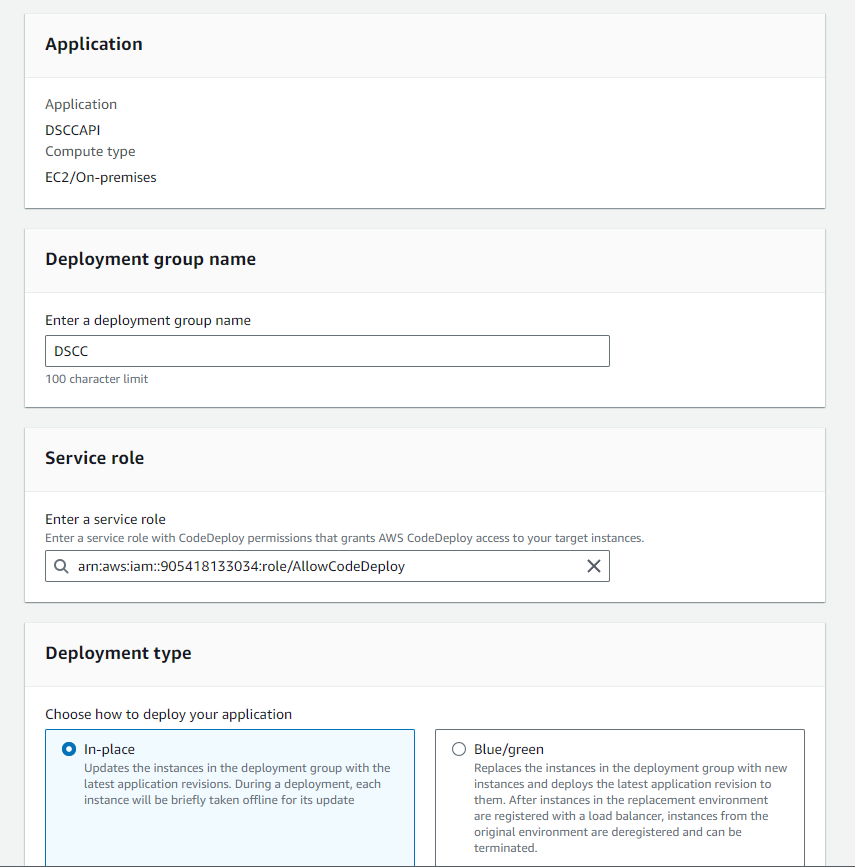 Application
Application
DSCCAPI
Compute type
EC2/On-premises
Deployment group name
Enter a deployment group name
DSCC
100 character limit
Service role
Enter a service role
Enter a service role with CodeDeploy permissions that grants AWS CodeDeploy access to your target instances.
arn:aws:iam::905418133034:role/AllowCodeDeploy
Deployment type
Choose how to deploy your application
In-place
Updates the instances in the deployment group with the
latest application revisions. During a deployment, each
instance will be briefly taken offline for its update
Blue/green
Replaces the instances in the deployment group with new
instances and deploys the latest application revision to
them. After instances in the replacement environment
are registered with a load balancer, instances from the
original environment are deregistered and can be
terminated.